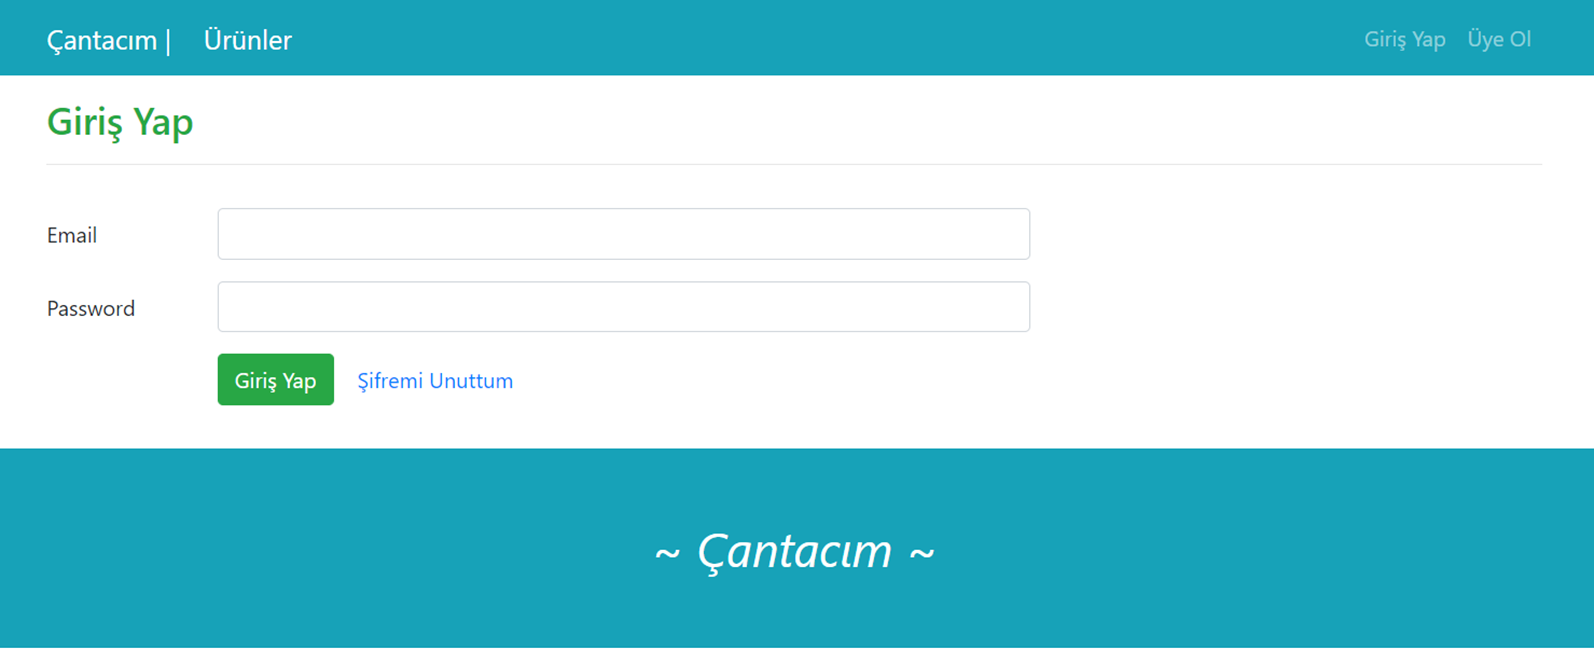 Çantacım | Ürünler Giriş Yap Üye Ol
Giriş Yap
Email
Password
Giriş Yap Şifremi Unuttum
~ Çantacım ~